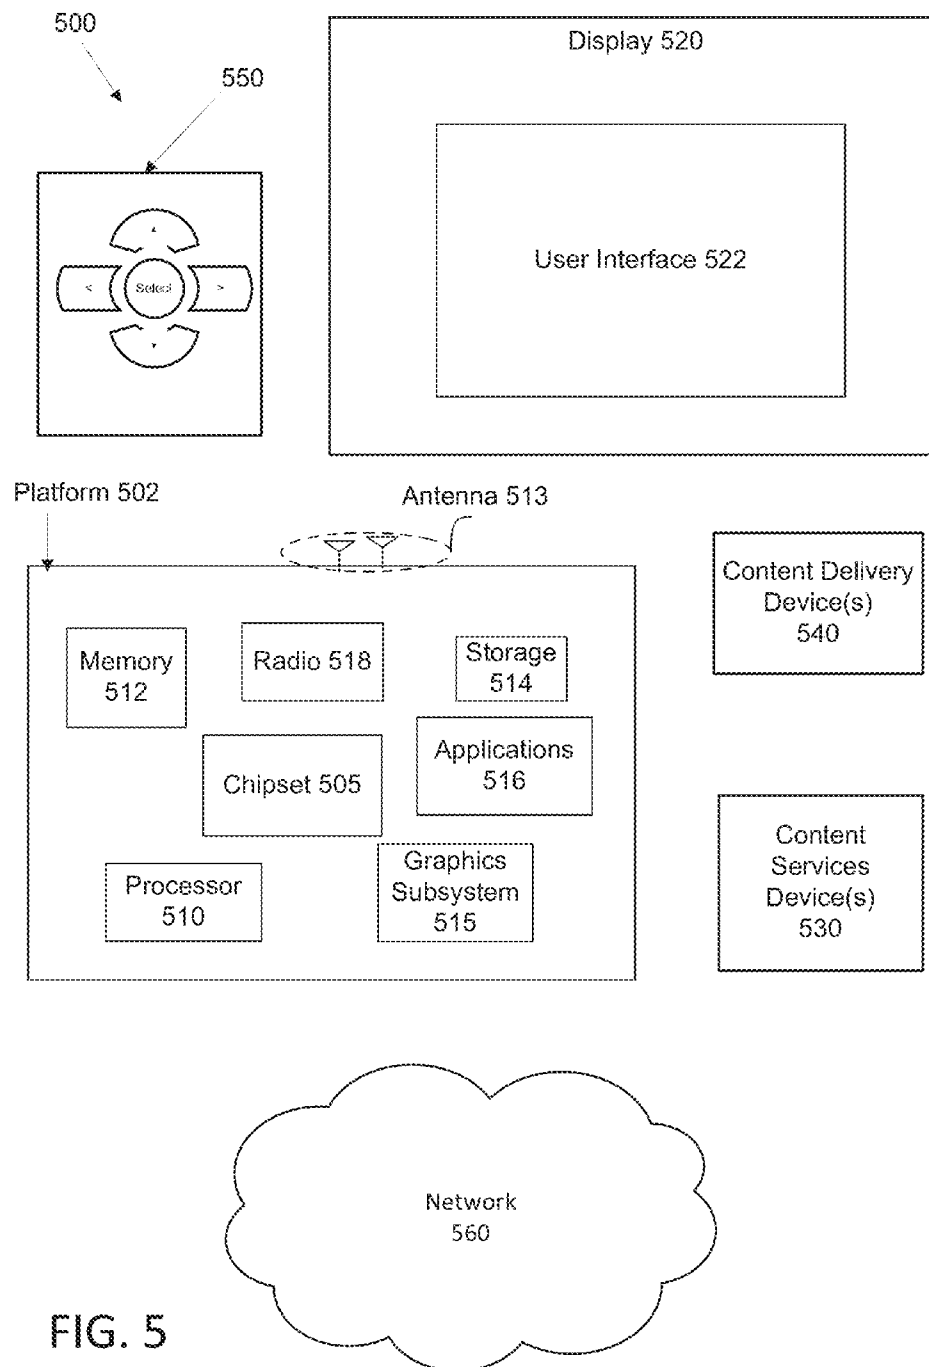 500
550
Display 520
User Interface 522
<
Select
>
Platform 502
Antenna 513
Memory
512
Radio 518
Storage
514
Chipset 505
Applications
516
Processor
510
Graphics
Subsystem
515
Content Delivery
Device(s)
540
Content
Services
Device(s)
530
Network
560
FIG. 5